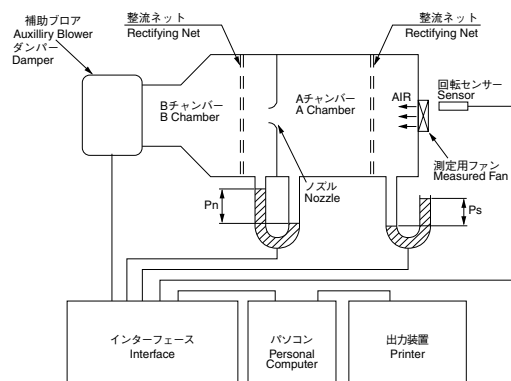 補助ブロア
Auxilliry Blower
ダンパー
Damper
整流ネット
Rectifying Net
整流ネット
Rectifying Net
Bチャンバー
B Chamber
Aチャンバー
A Chamber
AIR
回転センサー
Sensor
測定用ファン
Measured Fan
ノズル
Nozzle
Pn
Ps
インターフェース
Interface
パソコン
Personal
Computer
出力装置
Printer